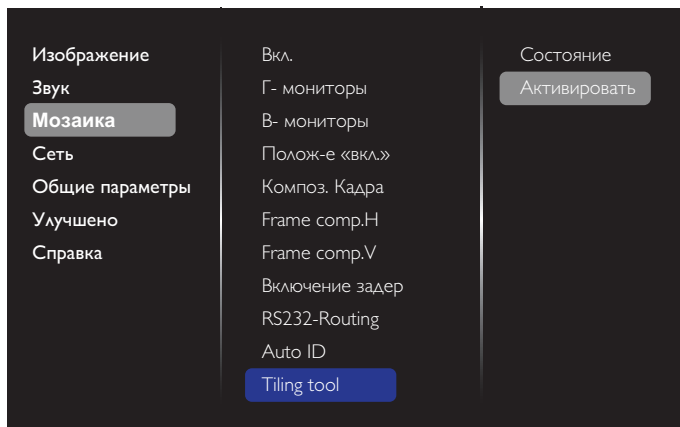 Изображение
Звук
Мозаика
Сеть
Общие параметры
Улучшено
Справка
Вкл.
Г- мониторы
В- мониторы
Полож-е «вкл.»
Композ. Кадра
Frame comp.H
Frame comp.V
Включение задер
RS232-Routing
Auto ID
Tiling tool
Состояние
Активировать